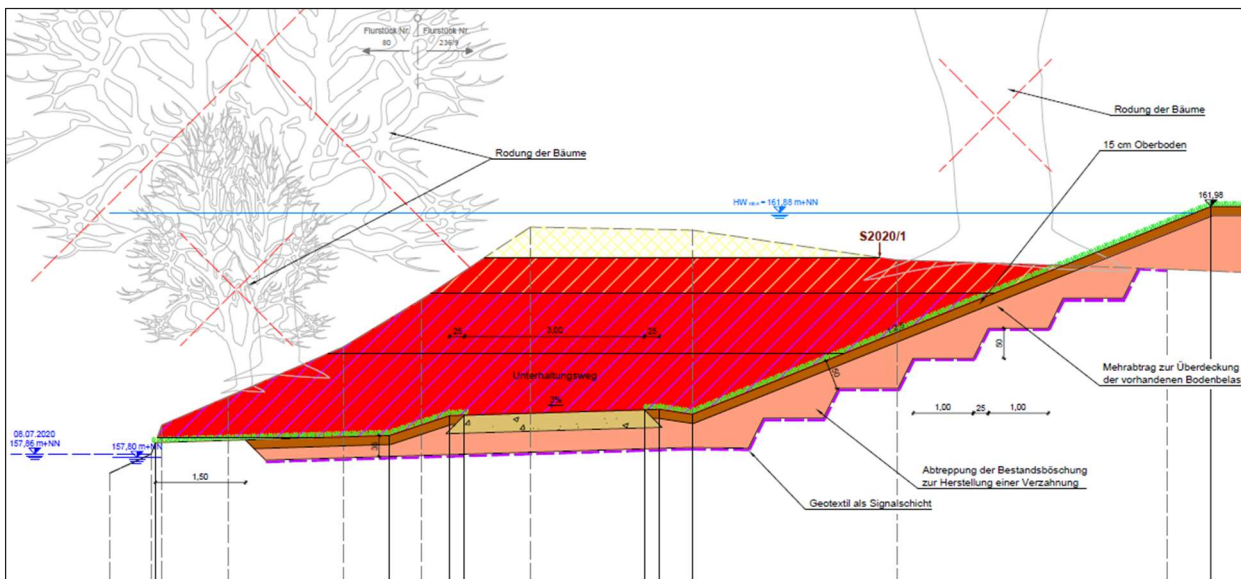 Flurstück Nr.
80
Flurstück Nr.
236/9
Rodung der Bäume
Rodung der Bäume
15 cm Oberboden
161,98
= 161,88 m+NN
S2020/1
25
3,00
25
Unterhaltungsweg
2%
50
50
Mehrabtrag zur Überdeckung
der vorhandenen Bodenbelas
1,00
25
1,00
08.07.2020
157,86 m+NN
157,80 m+NN
30
1,50
Abtreppung der Bestandsböschung
zur Herstellung einer Verzahnung
Geotextil als Signalschicht